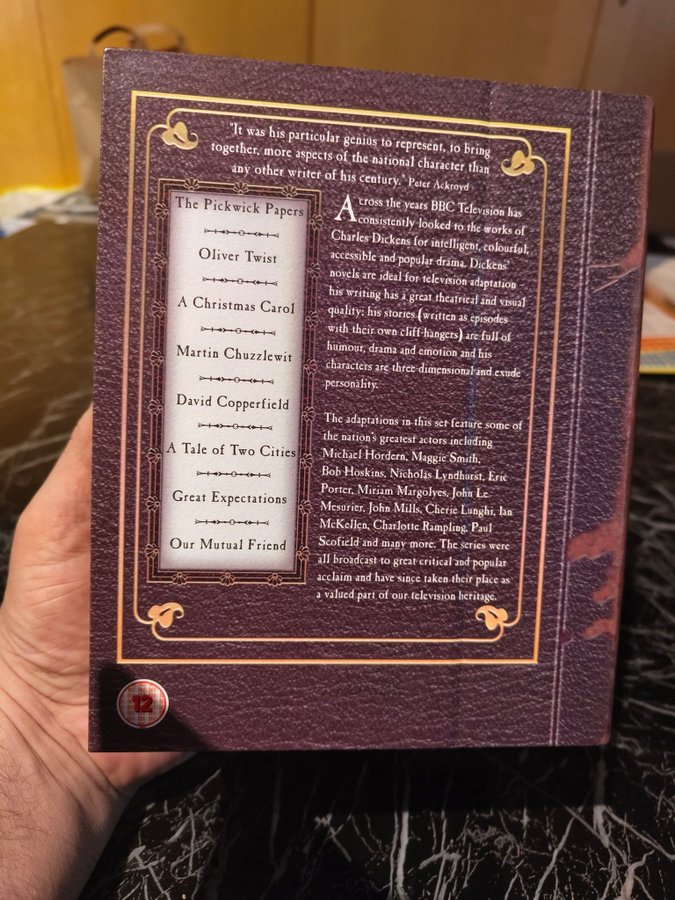 "It was his particular genius to represent, to bring
together, more aspects of the national character than
any other writer of his century." Peter Ackroyd
The Pickwick Papers
Oliver Twist
A Christmas Carol
Martin Chuzzlewit
David Copperfield
A Tale of Two Cities
Great Expectations
Our Mutual Friend
Across the years BBC Television has
consistently looked to the works of
Charles Dickens for intelligent, colourful,
accessible and popular drama. Dickens'
novels are ideal for television adaptation
his writing has a great theatrical and visual
quality; his stories (written as episodes
with their own cliff-hangers) are full of
humour, drama and emotion and his
characters are three dimensional and exude
personality.
The adaptations in this set feature some of
the nation's greatest actors including
Michael Hordern, Maggie Smith,
Bob Hoskins, Nicholas Lyndhurst, Eric
Porter, Miriam Margolyes, John Le
Mesurier, John Mills, Cherie Lunghi, Ian
McKellen, Charlotte Rampling, Paul
Scofield and many more. The series were
all broadcast to great critical and popular
acclaim and have since taken their place as
a valued part of our television heritage.
12